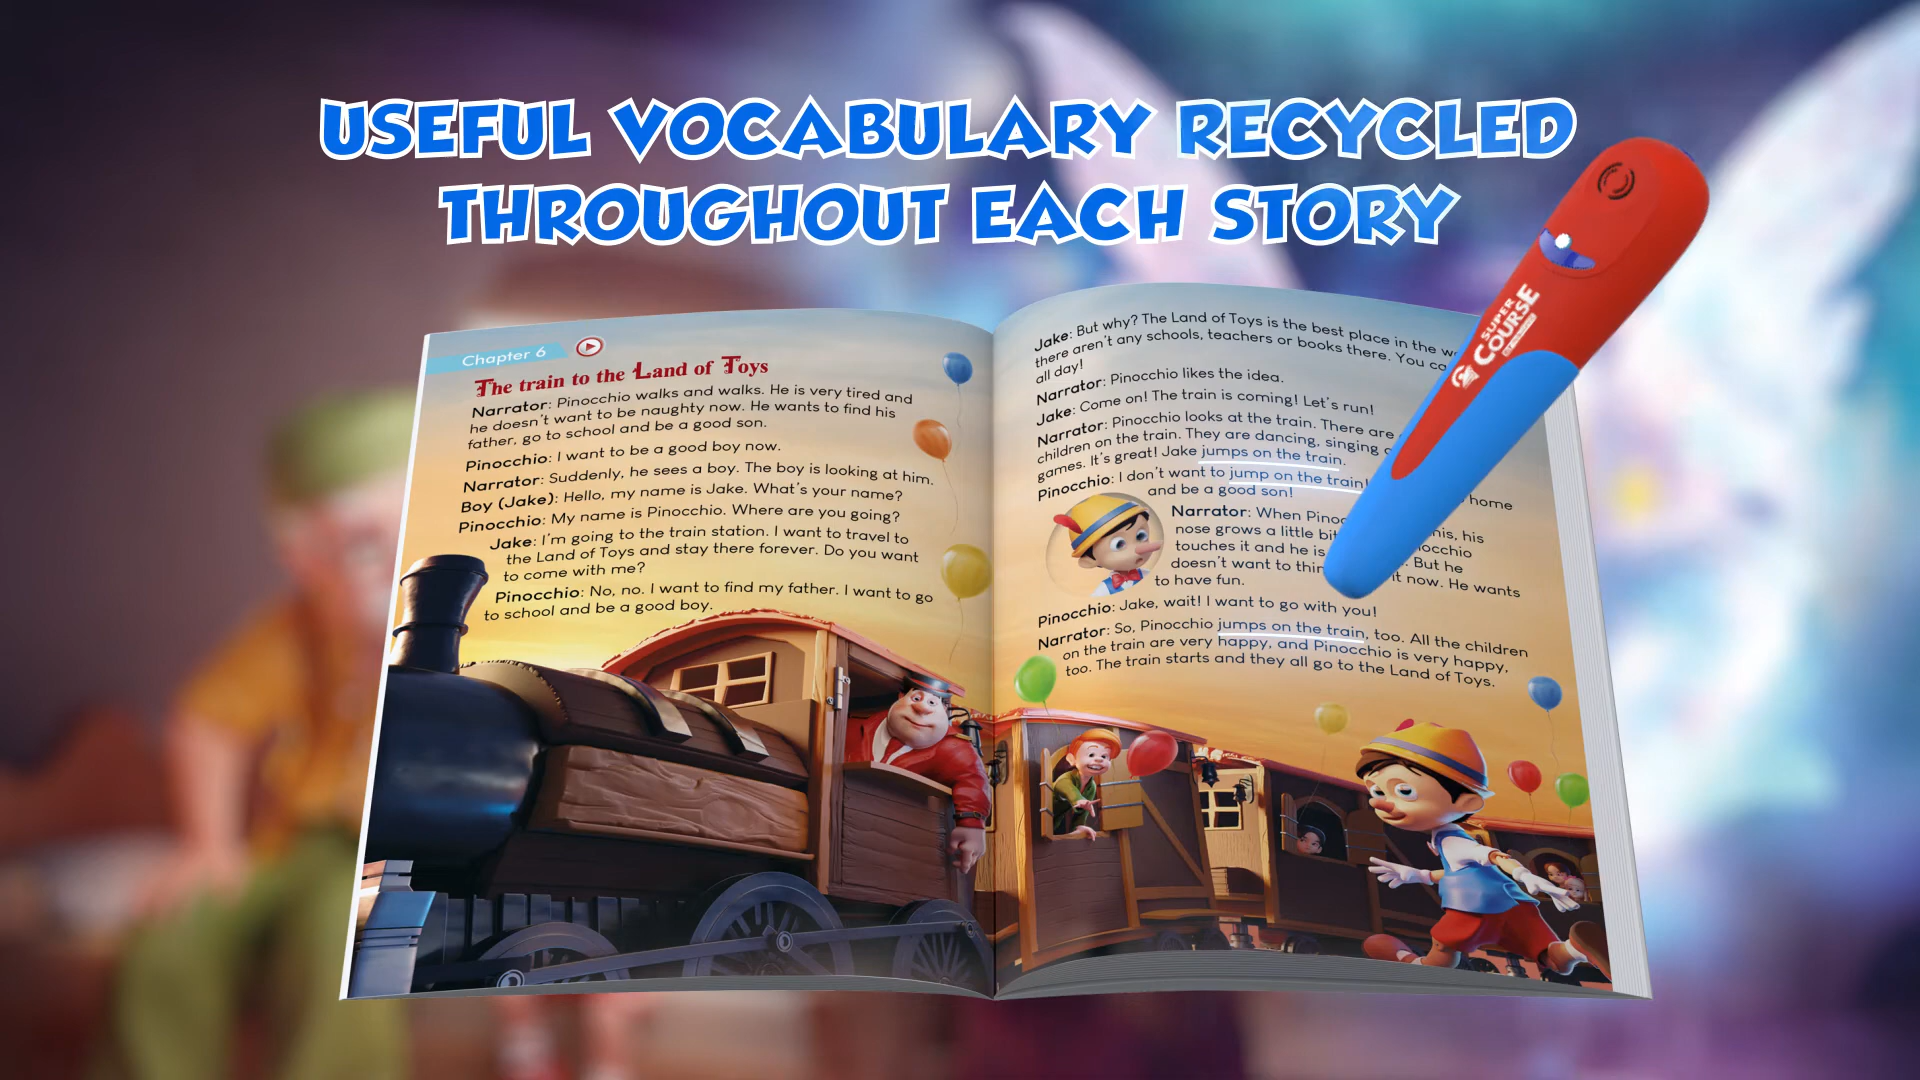 USEFUL VOCABULARY RECYCLED
THROUGHOUT EACH STORY
SUPER
COURSE
Chapter 6
The train to the Land of Toys
Narrator: Pinocchio walks and walks. He is very tired and
he doesn't want to be naughty now. He wants to find his
father, go to school and be a good son.
Pinocchio: I want to be a good boy now.
Narrator: Suddenly, he sees a boy. The boy is looking at him.
Boy (Jake): Hello, my name is Jake. What's your name?
Pinocchio: My name is Pinocchio. Where are you going?
Jake: I'm going to the train station. I want to travel to
the Land of Toys and stay there forever. Do you want
to come with me?
Pinocchio: No, no. I want to find my father. I want to go
to school and be a good boy.
Jake: But why? The Land of Toys is the best place in the
there aren't any schools, teachers or books there. You
all day!
Narrator: Pinocchio likes the idea.
Jake: Come on! The train is coming! Let's run!
Narrator: Pinocchio looks at the train. There are
children on the train. They are dancing, singing
games. It's great! Jake jumps on the train.
Pinocchio: I don't want to jump on the train! home
and be a good son!
Narrator: When his
nose grows a little
touches it and he is
But he
doesn't want to it now. He wants
to have fun.
Pinocchio: Jake, wait! I want to go with you!
Narrator: So, Pinocchio jumps on the train, too. All the children
on the train are very happy, and Pinocchio is very happy,
too. The train starts and they all go to the Land of Toys.